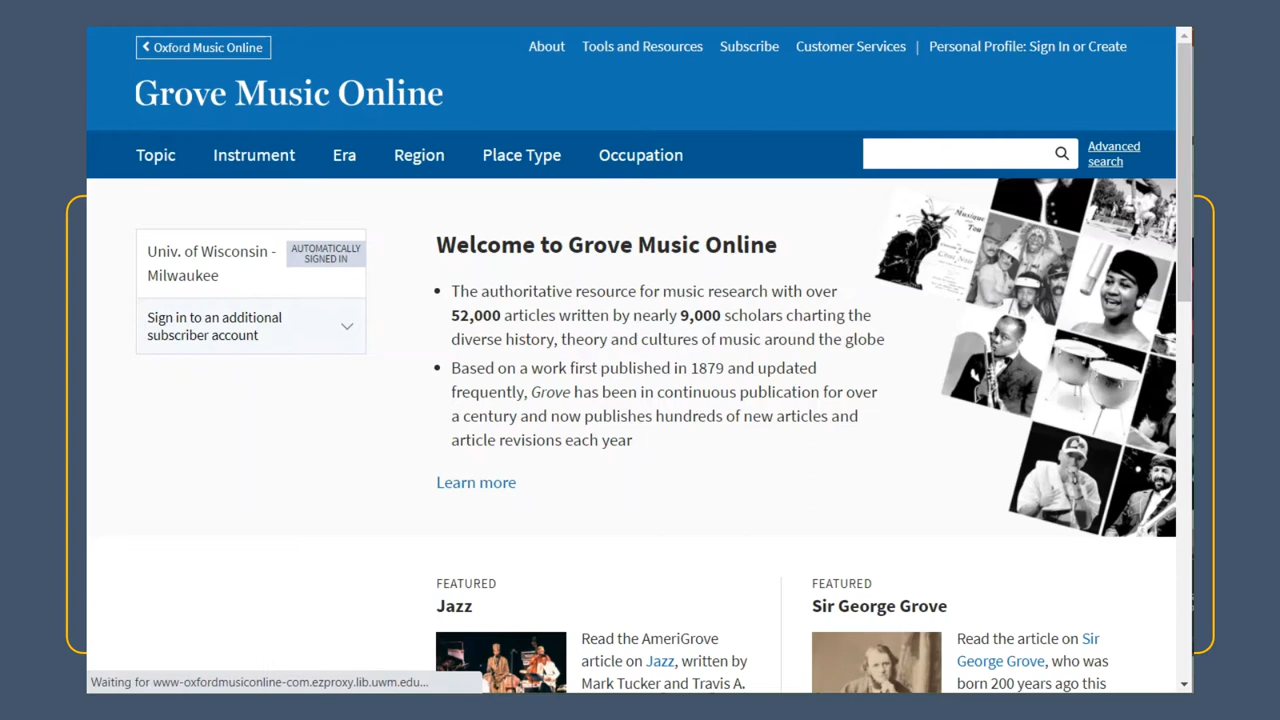 Oxford Music Online
About Tools and Resources Subscribe Customer Services | Personal Profile: Sign In or Create
Grove Music Online
Topic Instrument Era Region Place Type Occupation
Advanced
search
Univ. of Wisconsin -
Milwaukee
AUTOMATICALLY
SIGNED IN
Sign in to an additional
subscriber account
Welcome to Grove Music Online
• The authoritative resource for music research with over
52,000 articles written by nearly 9,000 scholars charting the
diverse history, theory and cultures of music around the globe
• Based on a work first published in 1879 and updated
frequently, Grove has been in continuous publication for over
a century and now publishes hundreds of new articles and
article revisions each year
Learn more
FEATURED
Jazz
Read the AmeriGrove
article on Jazz, written by
Mark Tucker and Travis A.
FEATURED
Sir George Grove
Read the article on Sir
George Grove, who was
born 200 years ago this
Waiting for www-oxfordmusiconline-com.ezproxy.lib.uwm.edu...